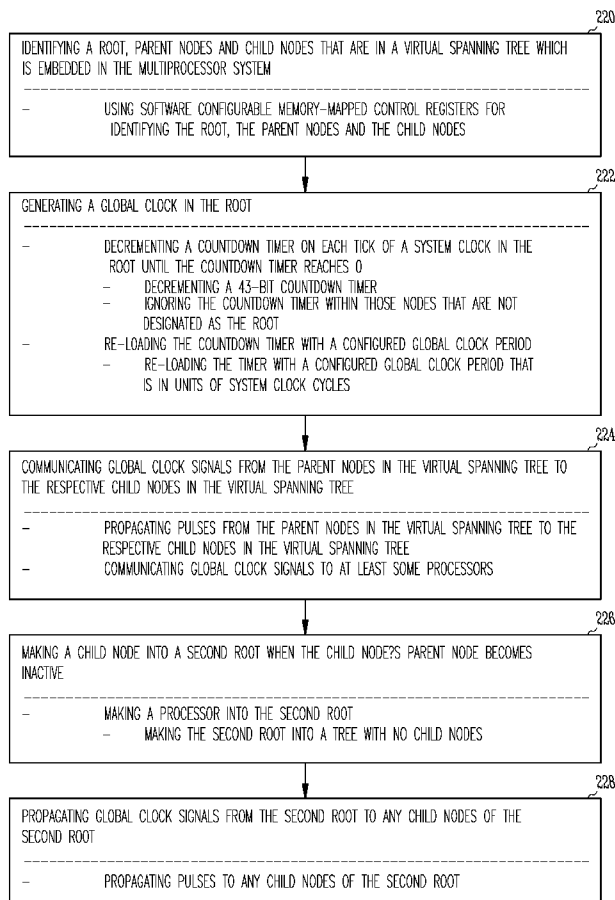 220
IDENTIFYING A ROOT, PARENT NODES AND CHILD NODES THAT ARE IN A VIRTUAL SPANNING TREE WHICH
IS EMBEDDED IN THE MULTIPROCESSOR SYSTEM
- USING SOFTWARE CONFIGURABLE MEMORY-MAPPED CONTROL REGISTERS FOR
IDENTIFYING THE ROOT, THE PARENT NODES AND THE CHILD NODES
222
GENERATING A GLOBAL CLOCK IN THE ROOT
- DECREMENTING A COUNTDOWN TIMER ON EACH TICK OF A SYSTEM CLOCK IN THE
ROOT UNTIL THE COUNTDOWN TIMER REACHES 0
- DECREMENTING A 43-BIT COUNTDOWN TIMER
- IGNORING THE COUNTDOWN TIMER WITHIN THOSE NODES THAT ARE NOT
DESIGNATED AS THE ROOT
- RE-LOADING THE COUNTDOWN TIMER WITH A CONFIGURED GLOBAL CLOCK PERIOD
- RE-LOADING THE TIMER WITH A CONFIGURED GLOBAL CLOCK PERIOD THAT
IS IN UNITS OF SYSTEM CLOCK CYCLES
224
COMMUNICATING GLOBAL CLOCK SIGNALS FROM THE PARENT NODES IN THE VIRTUAL SPANNING TREE TO
THE RESPECTIVE CHILD NODES IN THE VIRTUAL SPANNING TREE
- PROPAGATING PULSES FROM THE PARENT NODES IN THE VIRTUAL SPANNING TREE TO THE
RESPECTIVE CHILD NODES IN THE VIRTUAL SPANNING TREE
- COMMUNICATING GLOBAL CLOCK SIGNALS TO AT LEAST SOME PROCESSORS
226
MAKING A CHILD NODE INTO A SECOND ROOT WHEN THE CHILD NODE?S PARENT NODE BECOMES
INACTIVE
- MAKING A PROCESSOR INTO THE SECOND ROOT
- MAKING THE SECOND ROOT INTO A TREE WITH NO CHILD NODES
228
PROPAGATING GLOBAL CLOCK SIGNALS FROM THE SECOND ROOT TO ANY CHILD NODES OF THE
SECOND ROOT
- PROPAGATING PULSES TO ANY CHILD NODES OF THE SECOND ROOT